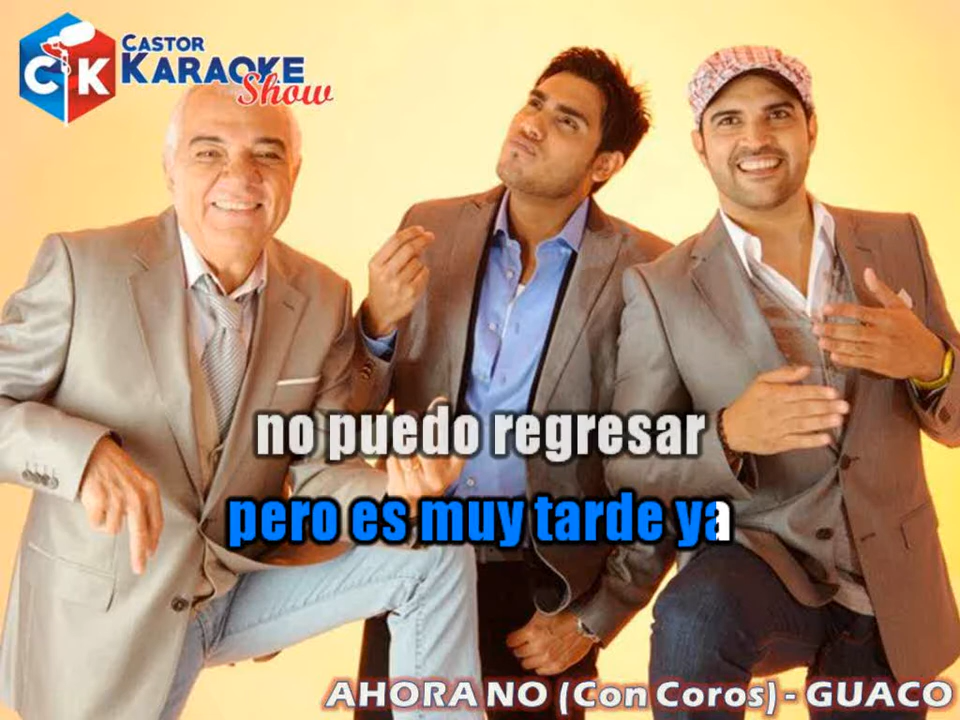 CK
CASTOR
KARAOKE
Show
no puedo regresar
pero es muy tarde ya
AHORA NO (Con Coros) - GUACO